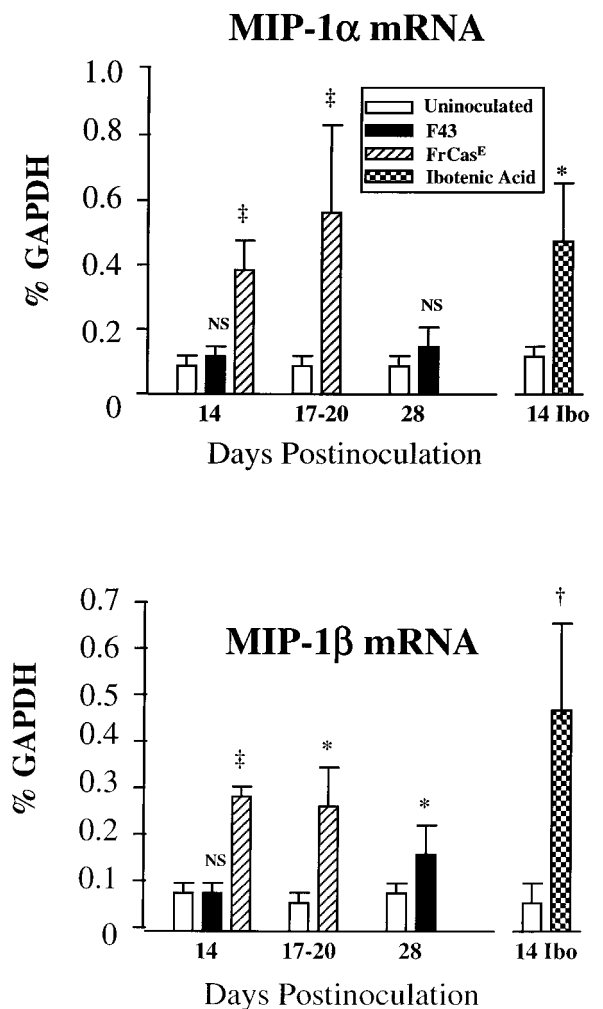 MIP-1α mRNA
1.0
0.8
0.6
0.4
0.2
0
% GAPDH
Uninoculated
F43
FrCasᴱ
Ibotenic Acid
‡
‡
*
NS
NS
14
17-20
28
14 Ibo
Days Postinoculation
MIP-1β mRNA
0.7
0.6
0.5
0.4
0.3
0.2
0.1
0
% GAPDH
†
‡
*
*
NS
14
17-20
28
14 Ibo
Days Postinoculation